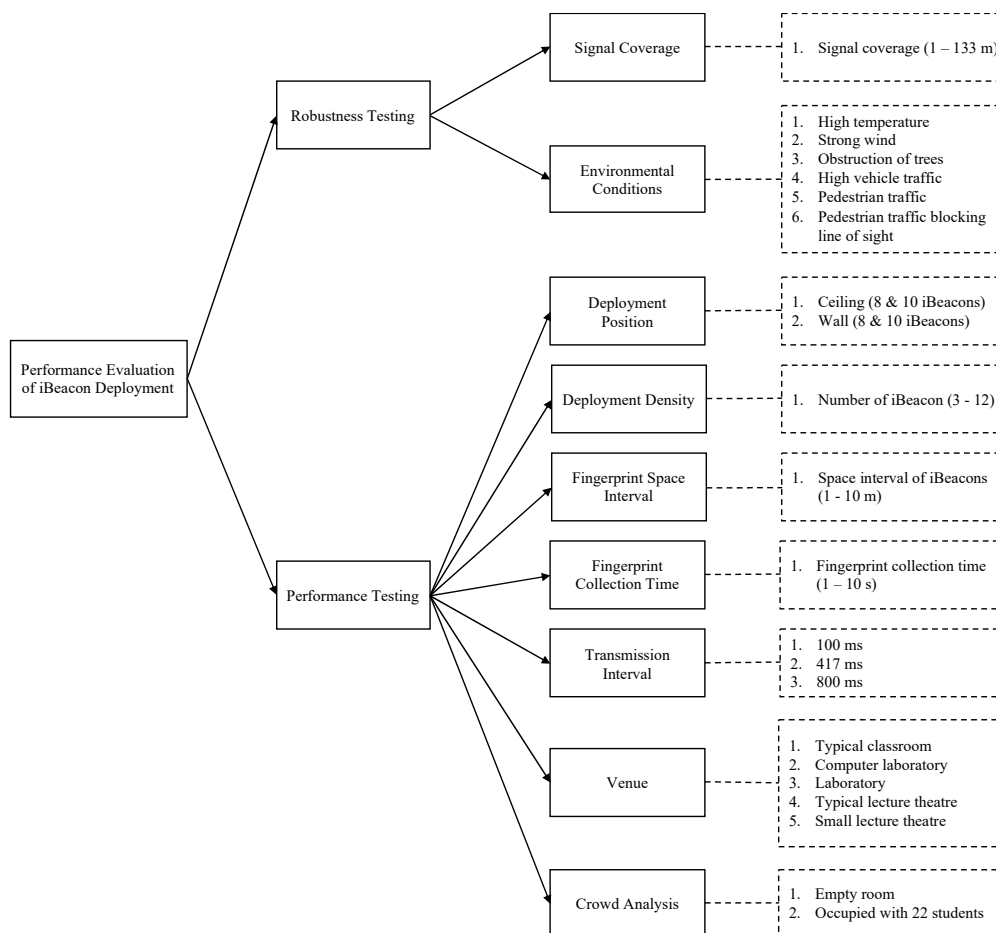 Performance Evaluation
of iBeacon Deployment
Robustness Testing
Signal Coverage
1. Signal coverage (1 – 133 m)
Environmental
Conditions
1. High temperature
2. Strong wind
3. Obstruction of trees
4. High vehicle traffic
5. Pedestrian traffic
6. Pedestrian traffic blocking
line of sight
Performance Testing
Deployment
Position
1. Ceiling (8 & 10 iBeacons)
2. Wall (8 & 10 iBeacons)
Deployment Density
1. Number of iBeacon (3 - 12)
Fingerprint Space
Interval
1. Space interval of iBeacons
(1 - 10 m)
Fingerprint
Collection Time
1. Fingerprint collection time
(1 – 10 s)
Transmission
Interval
1. 100 ms
2. 417 ms
3. 800 ms
Venue
1. Typical classroom
2. Computer laboratory
3. Laboratory
4. Typical lecture theatre
5. Small lecture theatre
Crowd Analysis
1. Empty room
2. Occupied with 22 students